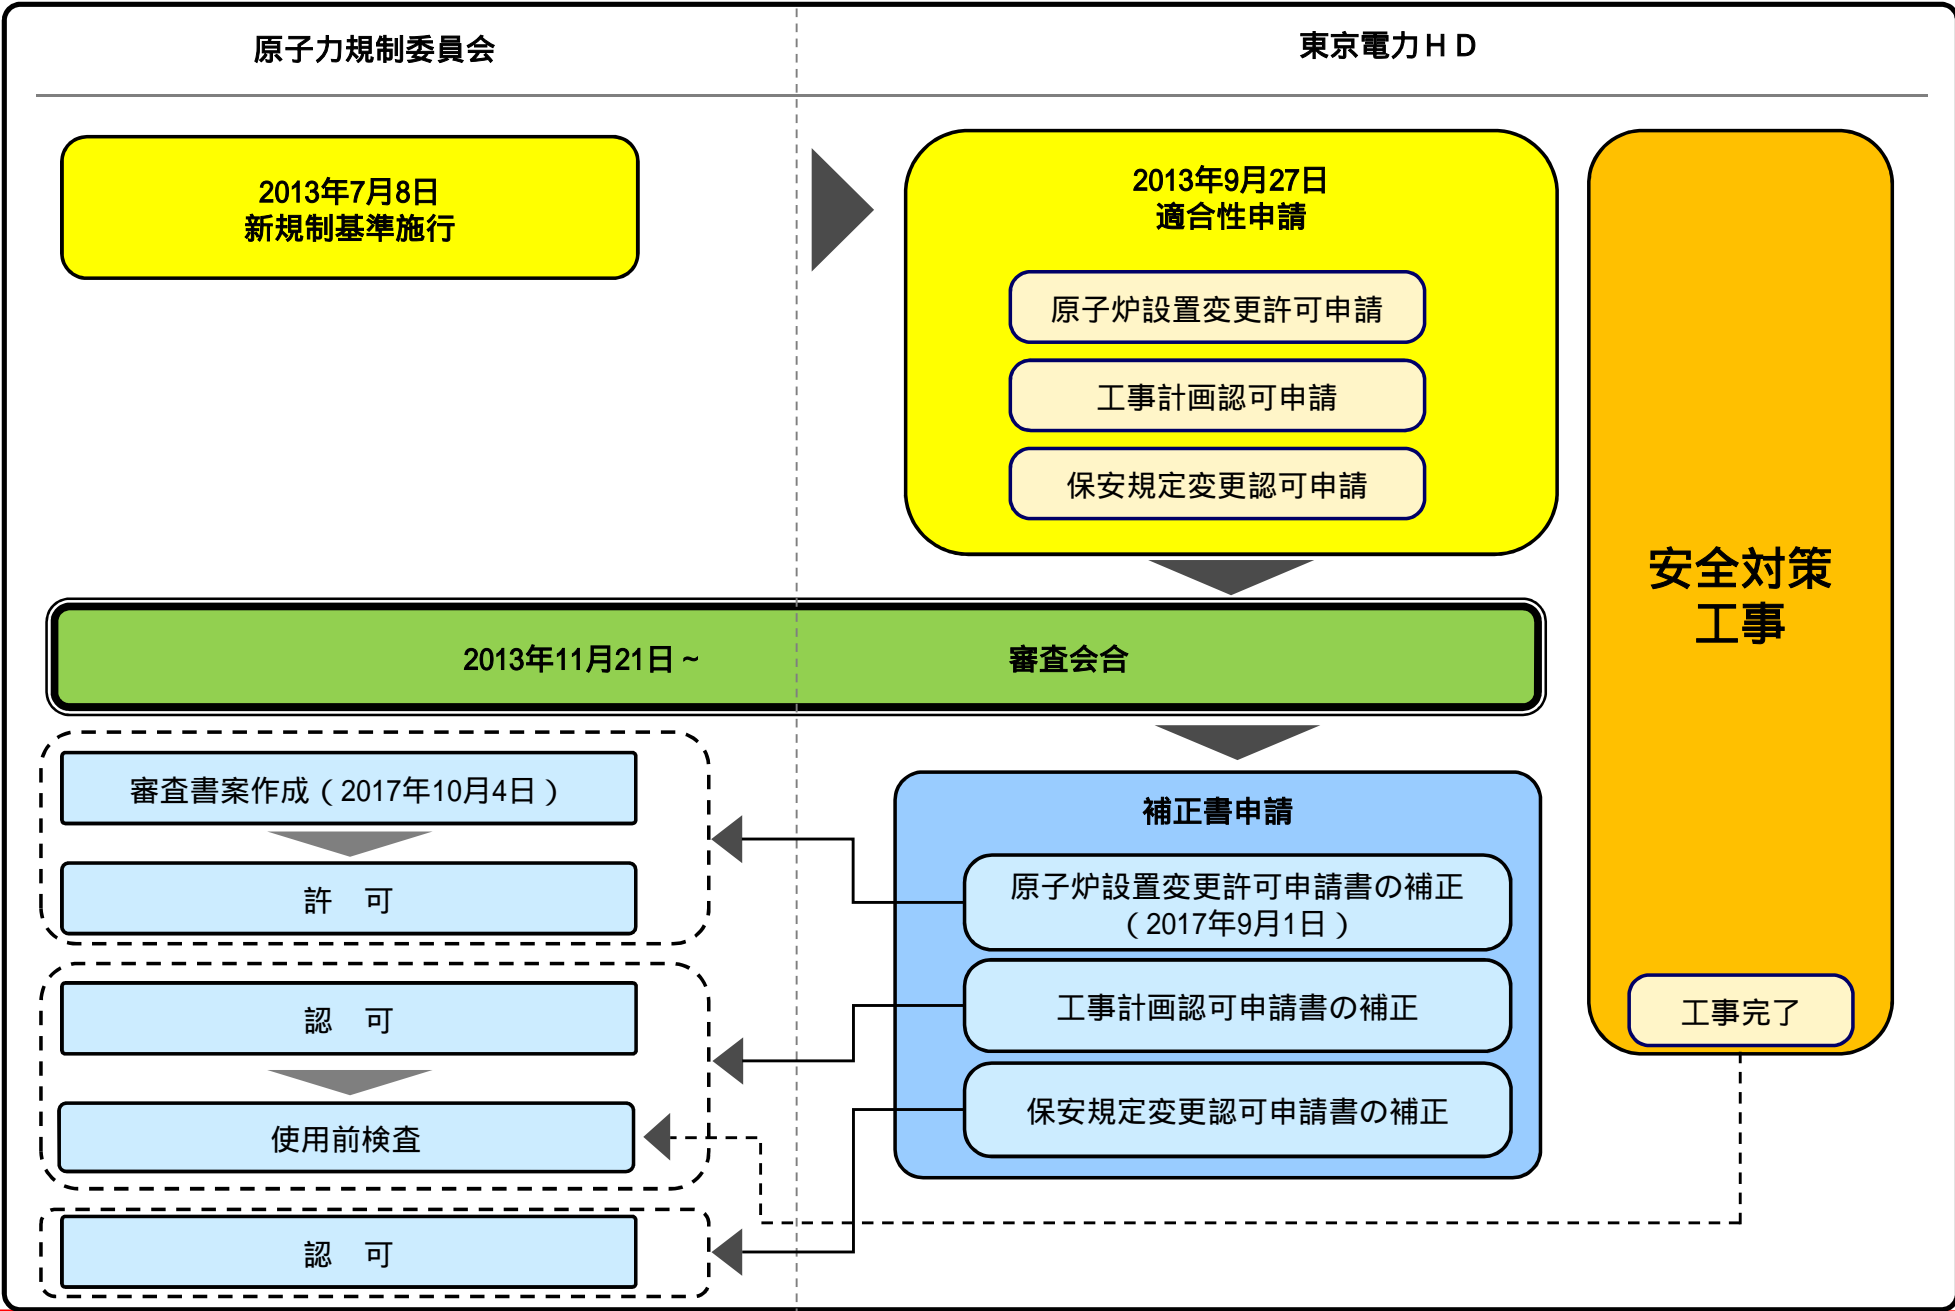 原子力規制委員会
東京電力ＨＤ
2013年7月8日
新規制基準施行
2013年9月27日
適合性申請
原子炉設置変更許可申請
工事計画認可申請
保安規定変更認可申請
安全対策
工事
2013年11月21日～
審査会合
審査書案作成（2017年10月4日）
許　可
補正書申請
原子炉設置変更許可申請書の補正
（2017年9月1日）
認　可
工事計画認可申請書の補正
工事完了
使用前検査
保安規定変更認可申請書の補正
認　可